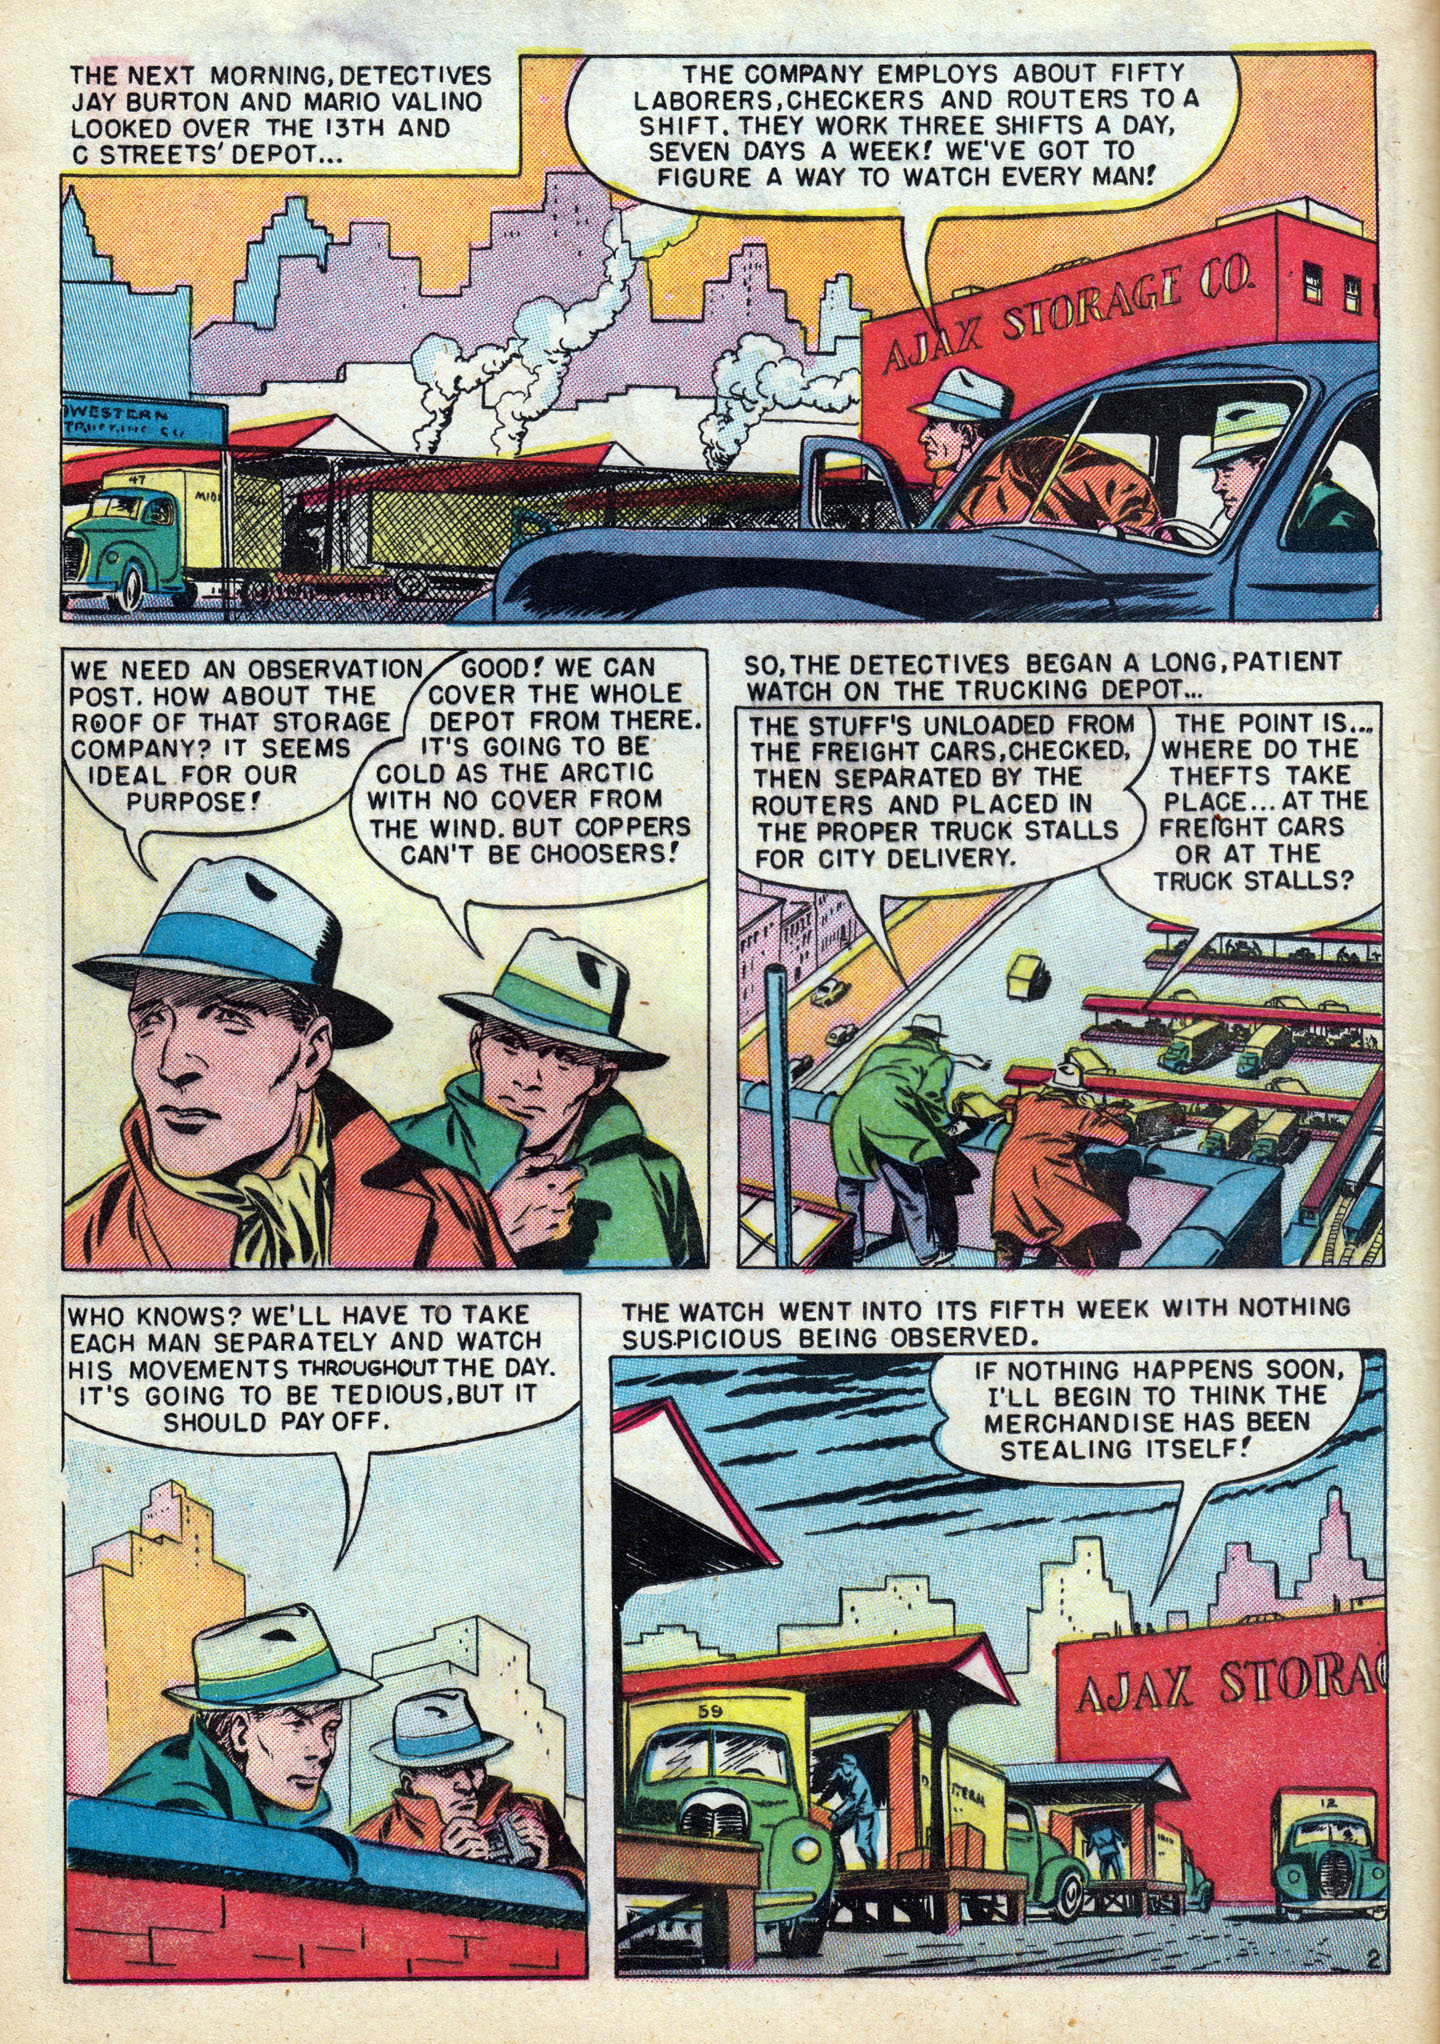 THE NEXT MORNING, DETECTIVES
JAY BURTON AND MARIO VALINO
LOOKED OVER THE 13TH AND
C STREETS' DEPOT...
THE COMPANY EMPLOYS ABOUT FIFTY
LABORERS, CHECKERS AND ROUTERS TO A
SHIFT. THEY WORK THREE SHIFTS A DAY,
SEVEN DAYS A WEEK! WE'VE GOT TO
FIGURE A WAY TO WATCH EVERY MAN!
AJAX STORAGE CO.
WESTERN
TRUCKING CO
47
WE NEED AN OBSERVATION
POST. HOW ABOUT THE
ROOF OF THAT STORAGE
COMPANY? IT SEEMS
IDEAL FOR OUR
PURPOSE!
GOOD! WE CAN
COVER THE WHOLE
DEPOT FROM THERE.
IT'S GOING TO BE
COLD AS THE ARCTIC
WITH NO COVER FROM
THE WIND. BUT COPPERS
CAN'T BE CHOOSERS!
SO, THE DETECTIVES BEGAN A LONG, PATIENT
WATCH ON THE TRUCKING DEPOT...
THE STUFF'S UNLOADED FROM
THE FREIGHT CARS, CHECKED,
THEN SEPARATED BY THE
ROUTERS AND PLACED IN
THE PROPER TRUCK STALLS
FOR CITY DELIVERY.
THE POINT IS...
WHERE DO THE
THEFTS TAKE
PLACE... AT THE
FREIGHT CARS
OR AT THE
TRUCK STALLS?
WHO KNOWS? WE'LL HAVE TO TAKE
EACH MAN SEPARATELY AND WATCH
HIS MOVEMENTS THROUGHOUT THE DAY.
IT'S GOING TO BE TEDIOUS, BUT IT
SHOULD PAY OFF.
THE WATCH WENT INTO ITS FIFTH WEEK WITH NOTHING
SUSPICIOUS BEING OBSERVED.
IF NOTHING HAPPENS SOON,
I'LL BEGIN TO THINK THE
MERCHANDISE HAS BEEN
STEALING ITSELF!
AJAX STORAG
59
12
2